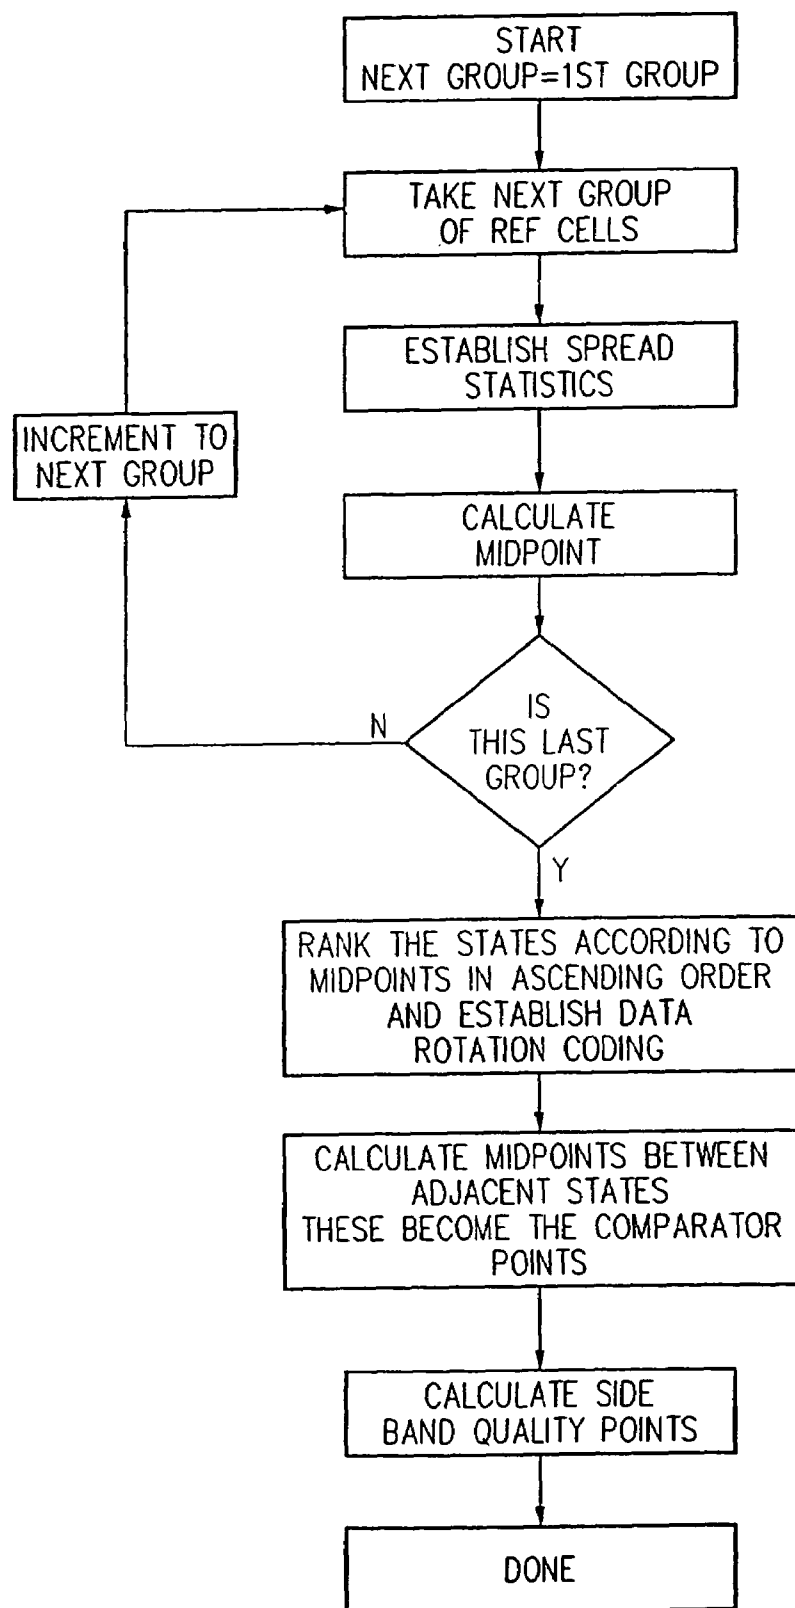 START
NEXT GROUP=1ST GROUP
TAKE NEXT GROUP
OF REF CELLS
ESTABLISH SPREAD
STATISTICS
INCREMENT TO
NEXT GROUP
CALCULATE
MIDPOINT
IS
THIS LAST
GROUP?
N
Y
RANK THE STATES ACCORDING TO
MIDPOINTS IN ASCENDING ORDER
AND ESTABLISH DATA
ROTATION CODING
CALCULATE MIDPOINTS BETWEEN
ADJACENT STATES
THESE BECOME THE COMPARATOR
POINTS
CALCULATE SIDE
BAND QUALITY POINTS
DONE